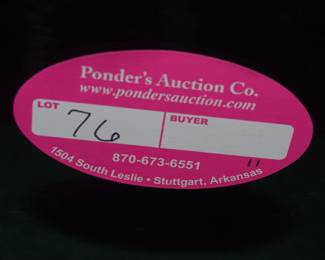 Ponder's Auction Co.
www.pondersauction.com
LOT 76 BUYER
870-673-6551 "
1504 South Leslie • Stuttgart, Arkansas